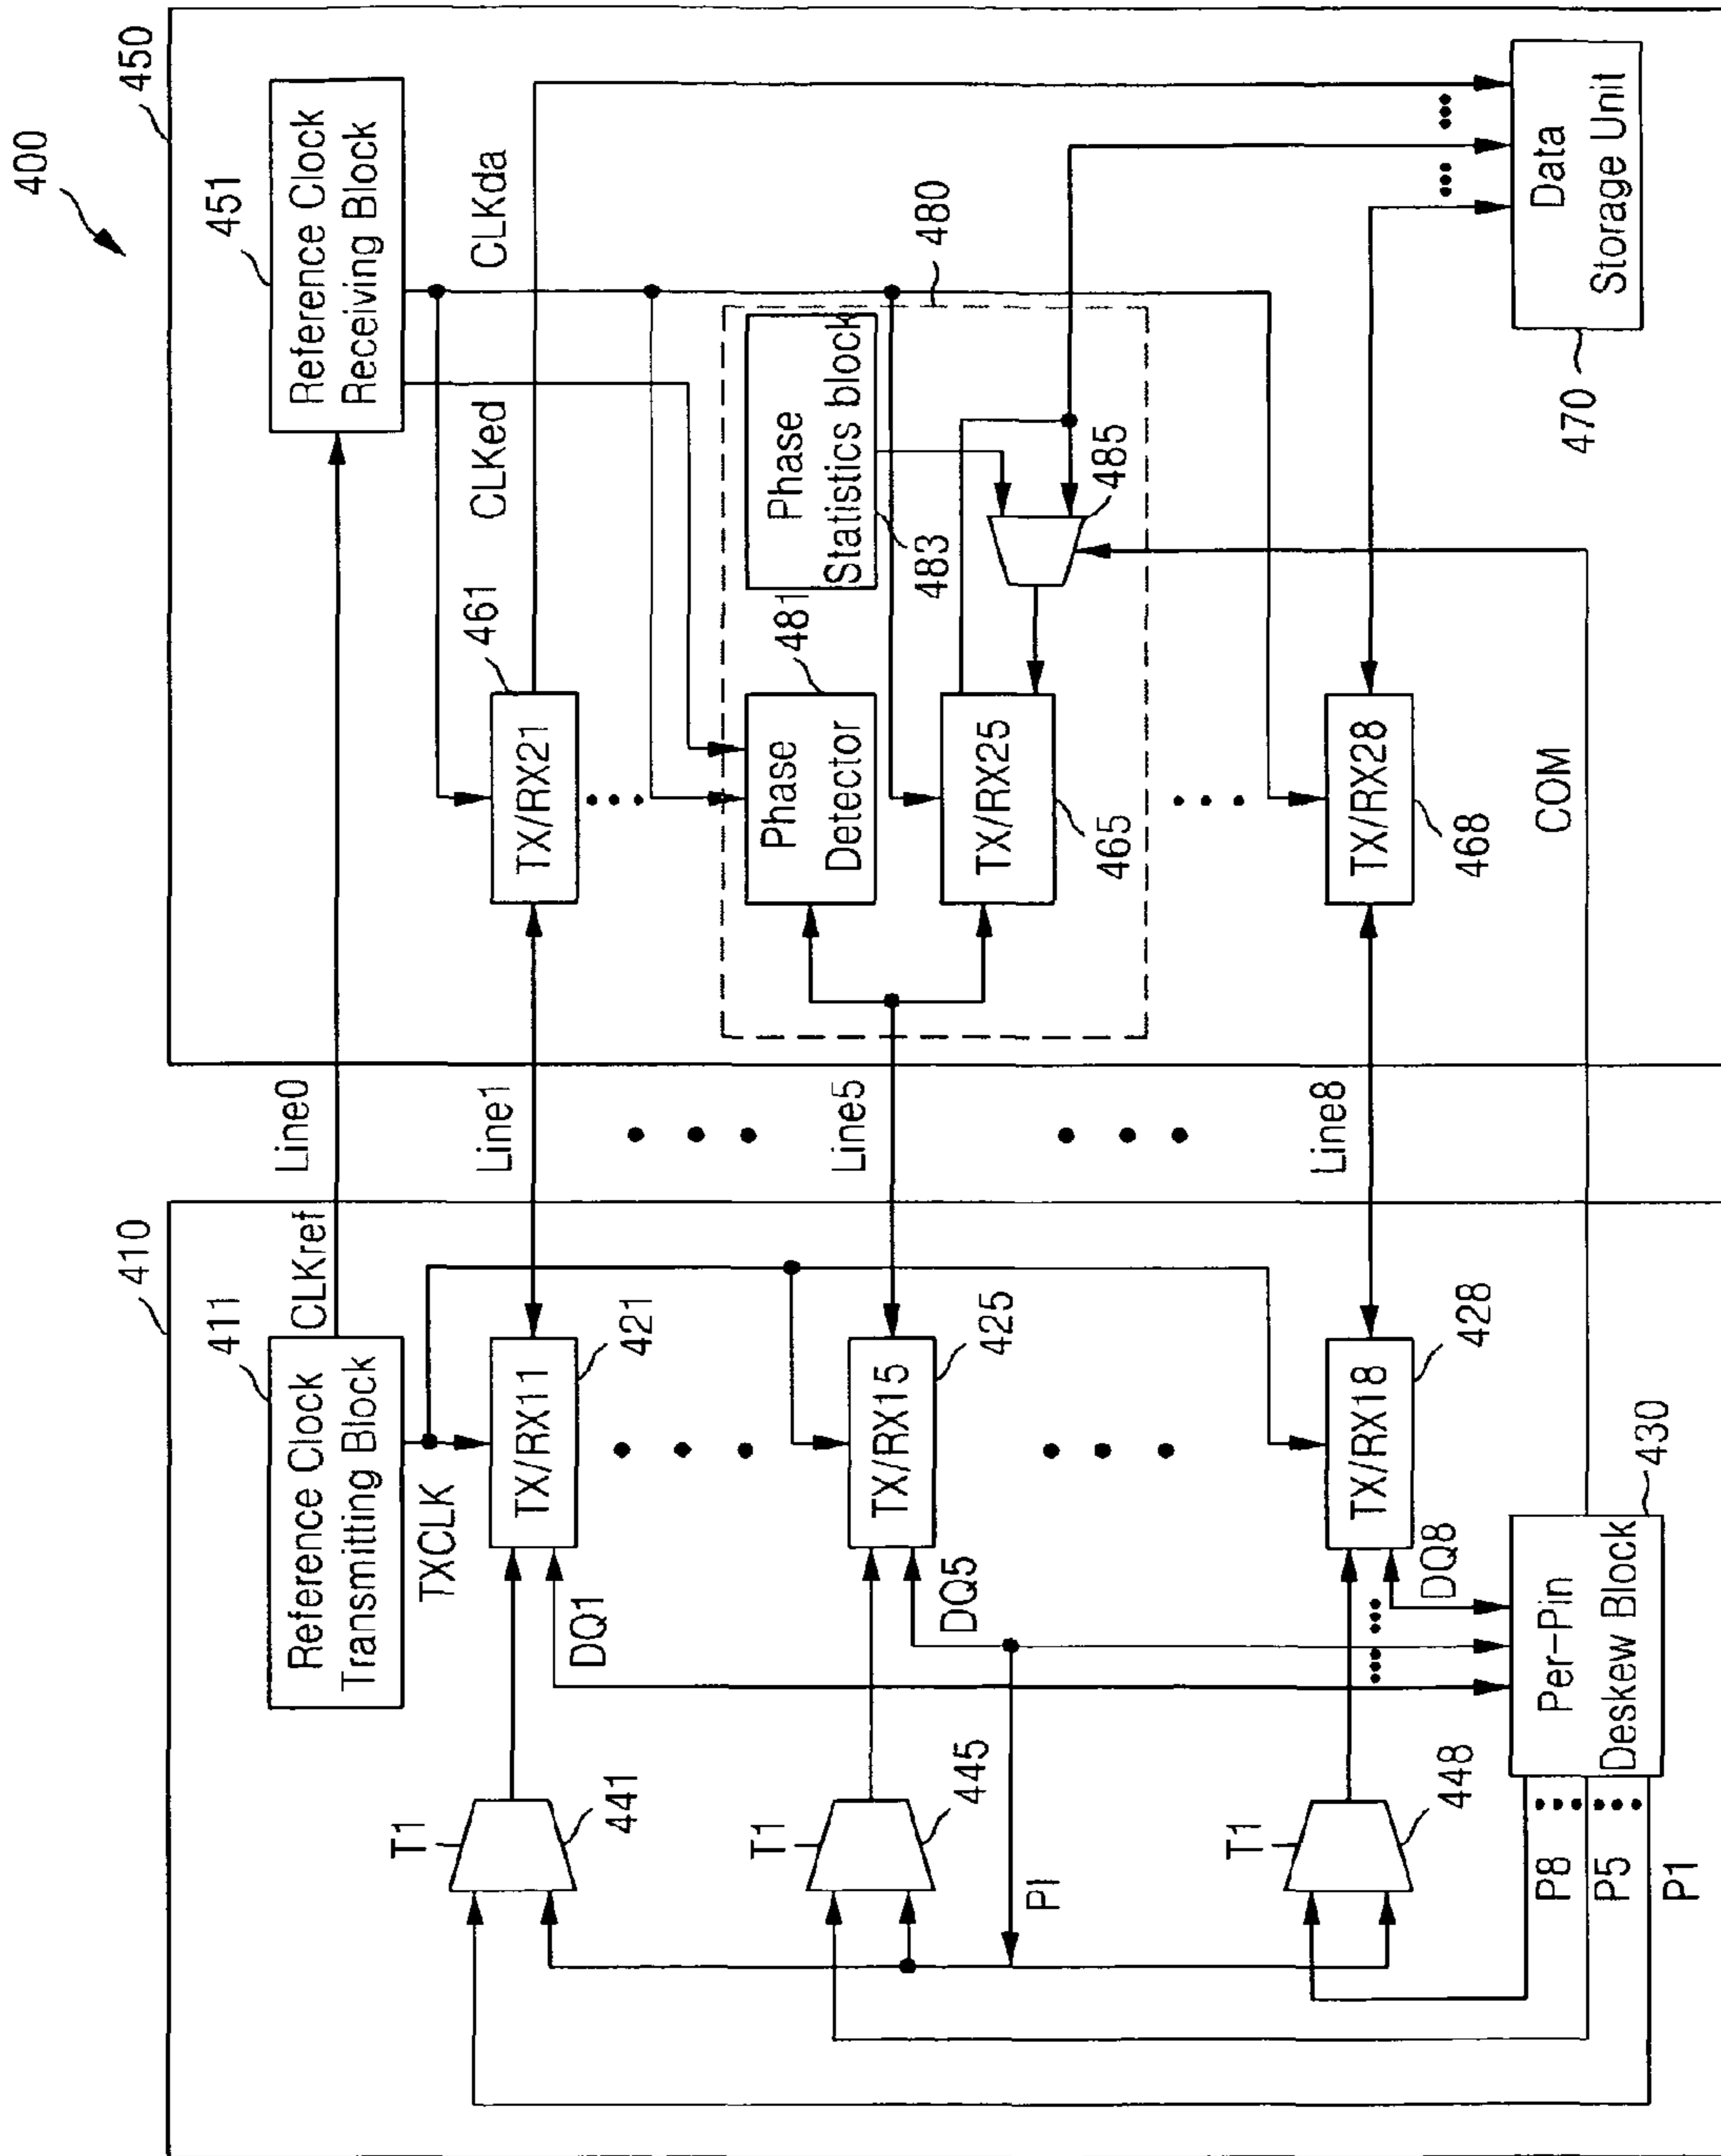 400
410
450
411
Reference Clock
Transmitting Block
CLKref
Line0
451
Reference Clock
Receiving Block
TXCLK
CLKed
CLKda
T1
441
TX/RX11
421
DQ1
Line1
461
TX/RX21
480
481
Phase
Detector
Phase
Statistics block
483
T1
445
TX/RX15
425
DQ5
Line5
TX/RX25
465
485
PI
T1
448
TX/RX18
428
DQ8
Line8
TX/RX28
468
COM
P8
P5
P1
430
Per-Pin
Deskew Block
Data
Storage Unit
470